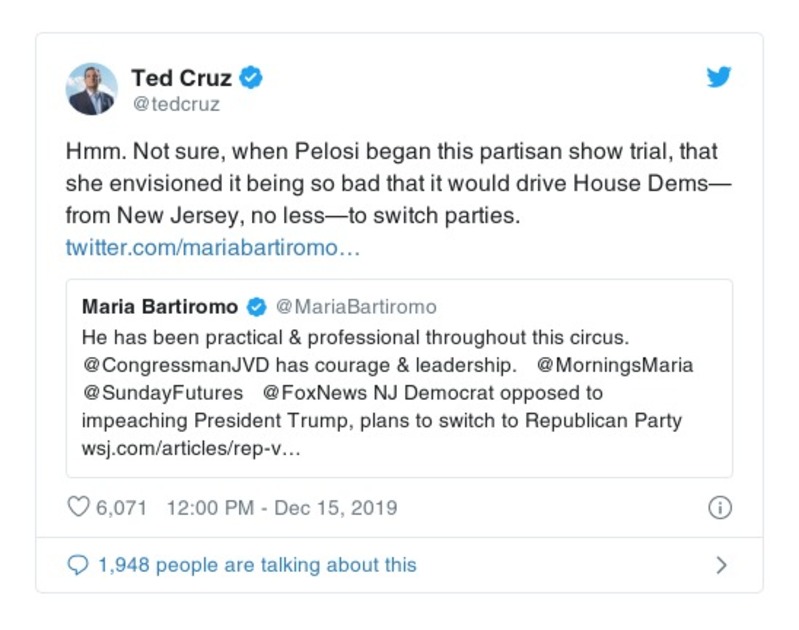 Ted Cruz
@tedcruz
Hmm. Not sure, when Pelosi began this partisan show trial, that
she envisioned it being so bad that it would drive House Dems—
from New Jersey, no less—to switch parties.
twitter.com/mariabartiromo…
Maria Bartiromo @MariaBartiromo
He has been practical & professional throughout this circus.
@CongressmanJVD has courage & leadership. @MorningsMaria
@SundayFutures @FoxNews NJ Democrat opposed to
impeaching President Trump, plans to switch to Republican Party
wsj.com/articles/rep-v…
6,071 12:00 PM - Dec 15, 2019
1,948 people are talking about this